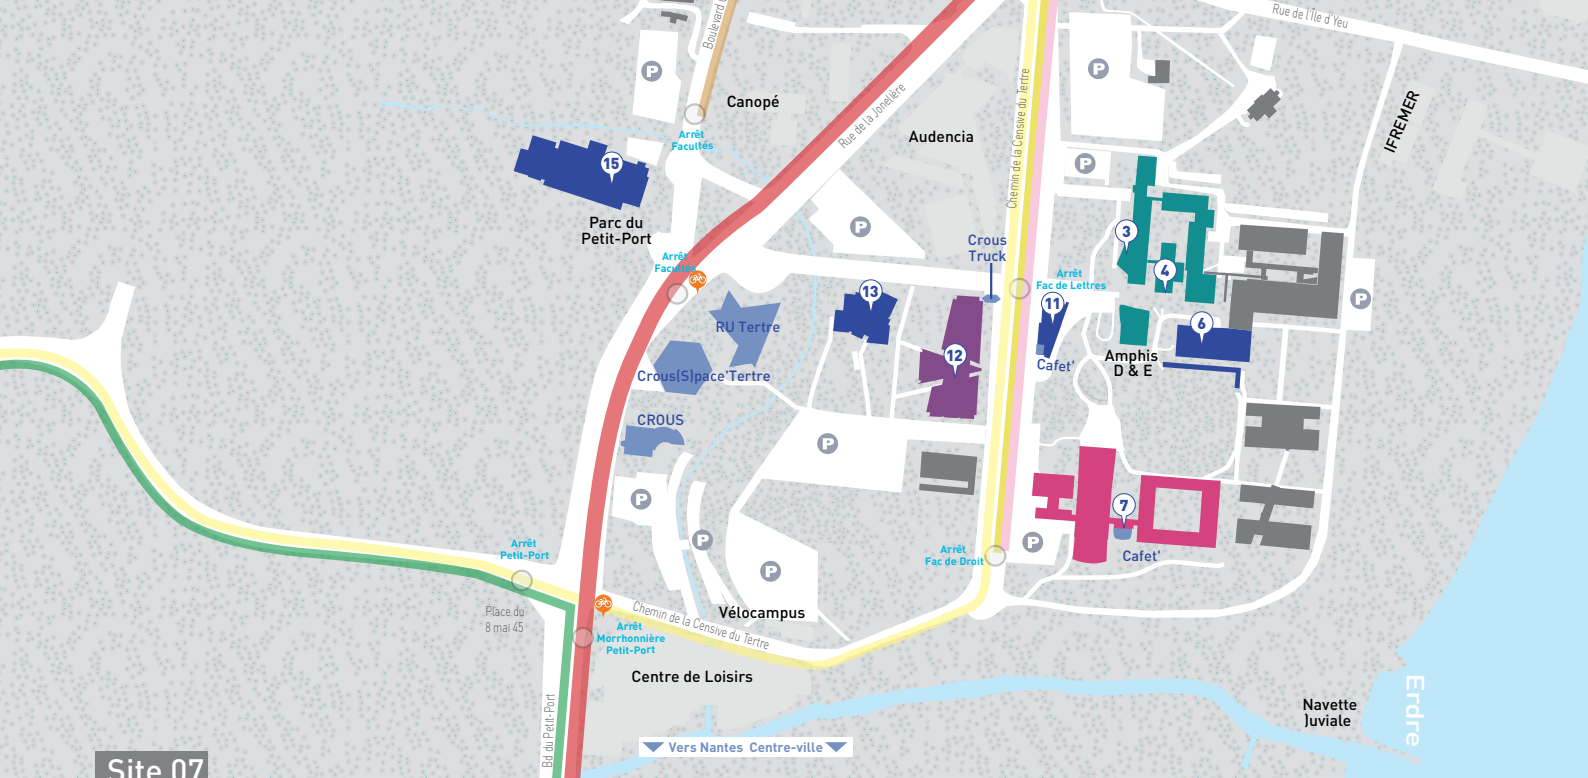 Rue de l'Île d'Yeu
Boulevard
P
P
Canopé
Arrêt
Facultés
Rue de la Jonelière
Audencia
Chemin de la Censive du Tertre
IFREMER
15
P
Parc du
Petit-Port
P
3
4
Crous
Truck
Arrêt
Facultés
Arrêt
Fac de Lettres
13
11
6
P
RU Tertre
12
Cafet'
Amphis
D & E
Crous(S)pace'Tertre
CROUS
P
P
7
P
P
Cafet'
Arrêt
Petit-Port
Arrêt
Fac de Droit
P
Place du
8 mai 45
Vélocampus
Chemin de la Censive du Tertre
Arrêt
Morrhonnière
Petit-Port
Centre de Loisirs
Bd du Petit-Port
Navette
Erdre
Vers Nantes Centre-ville
Site 07